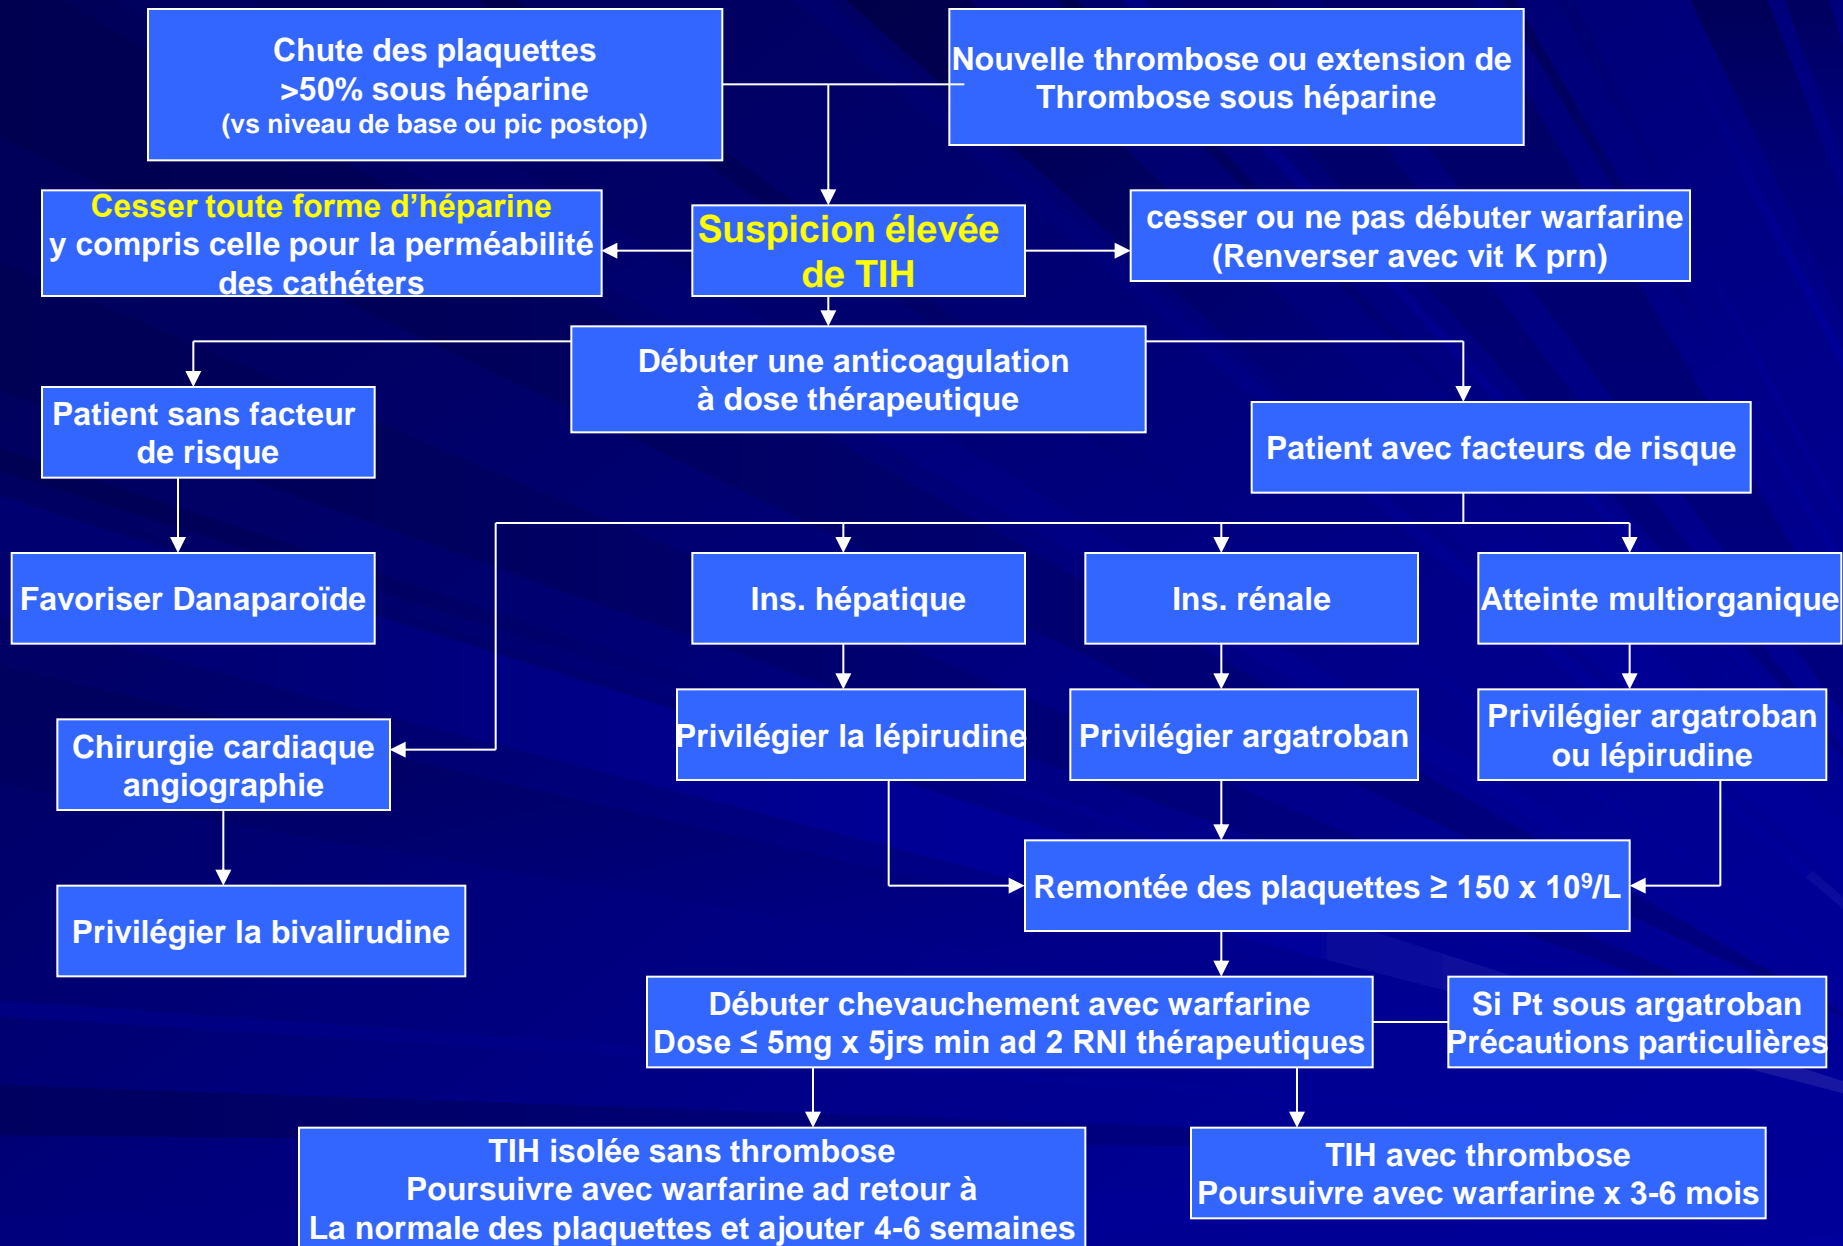 Chute des plaquettes
>50% sous héparine
(vs niveau de base ou pic postop)
Nouvelle thrombose ou extension de
Thrombose sous héparine
Cesser toute forme d’héparine
y compris celle pour la perméabilité
des cathéters
Suspicion élevée
de TIH
cesser ou ne pas débuter warfarine
(Renverser avec vit K prn)
Débuter une anticoagulation
à dose thérapeutique
Patient sans facteur
de risque
Patient avec facteurs de risque
Favoriser Danaparoïde
Ins. hépatique
Ins. rénale
Atteinte multiorganique
Chirurgie cardiaque
angiographie
Privilégier la lépirudine
Privilégier argatroban
Privilégier argatroban
ou lépirudine
Privilégier la bivalirudine
Remontée des plaquettes ≥ 150 x 10⁹/L
Débuter chevauchement avec warfarine
Dose ≤ 5mg x 5jrs min ad 2 RNI thérapeutiques
Si Pt sous argatroban
Précautions particulières
TIH isolée sans thrombose
Poursuivre avec warfarine ad retour à
La normale des plaquettes et ajouter 4-6 semaines
TIH avec thrombose
Poursuivre avec warfarine x 3-6 mois